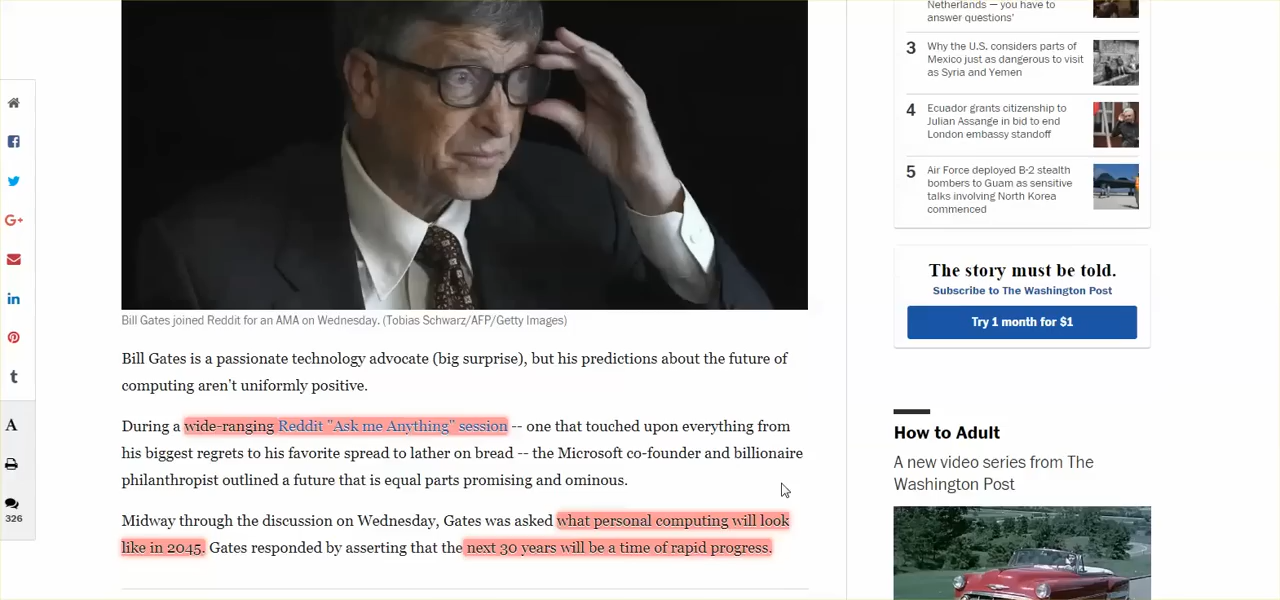 Netherlands — you have to
answer questions'
3
Why the U.S. considers parts of
Mexico just as dangerous to visit
as Syria and Yemen
4
Ecuador grants citizenship to
Julian Assange in bid to end
London embassy standoff
5
Air Force deployed B-2 stealth
bombers to Guam as sensitive
talks involving North Korea
commenced
The story must be told.
Subscribe to The Washington Post
Try 1 month for $1
How to Adult
A new video series from The
Washington Post
G+
in
t
A
326
Bill Gates joined Reddit for an AMA on Wednesday. (Tobias Schwarz/AFP/Getty Images)
Bill Gates is a passionate technology advocate (big surprise), but his predictions about the future of
computing aren't uniformly positive.
During a wide-ranging Reddit "Ask me Anything" session -- one that touched upon everything from
his biggest regrets to his favorite spread to lather on bread -- the Microsoft co-founder and billionaire
philanthropist outlined a future that is equal parts promising and ominous.
Midway through the discussion on Wednesday, Gates was asked what personal computing will look
like in 2045. Gates responded by asserting that the next 30 years will be a time of rapid progress.